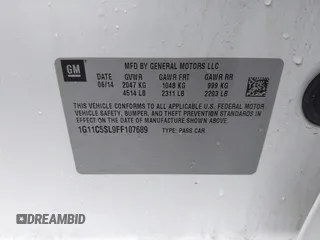 GM
MFD BY GENERAL MOTORS LLC
DATE GVWR GAWR FRT GAWR RR
06/14 2047 KG 1048 KG 999 KG
4514 LB 2311 LB 2203 LB
THIS VEHICLE CONFORMS TO ALL APPLICABLE U.S. FEDERAL MOTOR
VEHICLE SAFETY, BUMPER, AND THEFT PREVENTION STANDARDS
IN EFFECT ON THE DATE OF MANUFACTURE SHOWN ABOVE.
1G11C5SL9FF107689 TYPE: PASS CAR
DREAMBID.COM